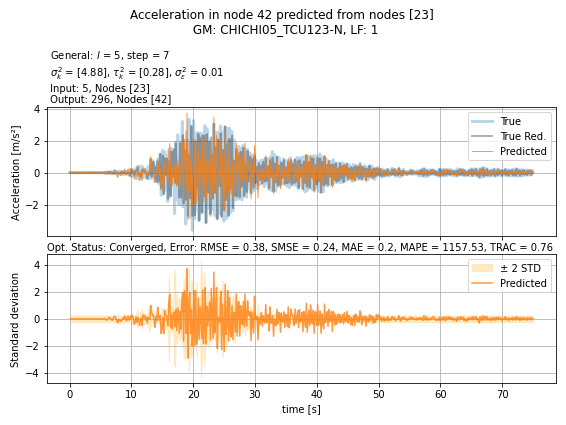 Acceleration in node 42 predicted from nodes [23]
GM: CHICHI05_TCU123-N, LF: 1
General: l = 5, step = 7
σ²ₖ = [4.88], τ²ₖ = [0.28], σ²ε = 0.01
Input: 5, Nodes [23]
Output: 296, Nodes [42]
Acceleration [m/s²]
4
2
0
−2
True
True Red.
Predicted
Opt. Status: Converged, Error: RMSE = 0.38, SMSE = 0.24, MAE = 0.2, MAPE = 1157.53, TRAC = 0.76
Standard deviation
4
2
0
−2
−4
± 2 STD
Predicted
0 10 20 30 40 50 60 70
time [s]